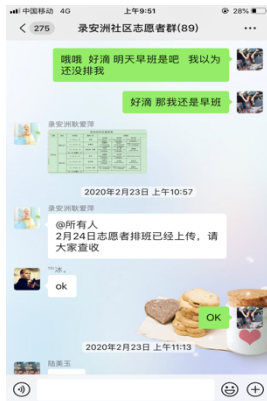 中国移动 4G 上午9:51 28%
275 录安洲社区志愿者群(89)
哦哦 好滴 明天早班是吧 我以为
还没排我
好滴 那我还是早班
录安洲耿爱萍
2020年2月23日 上午10:57
录安洲耿爱萍
@所有人
2月24日志愿者排班已经上传，请
大家查收
冰。
ok
OK
2020年2月23日 上午11:13
陆美玉